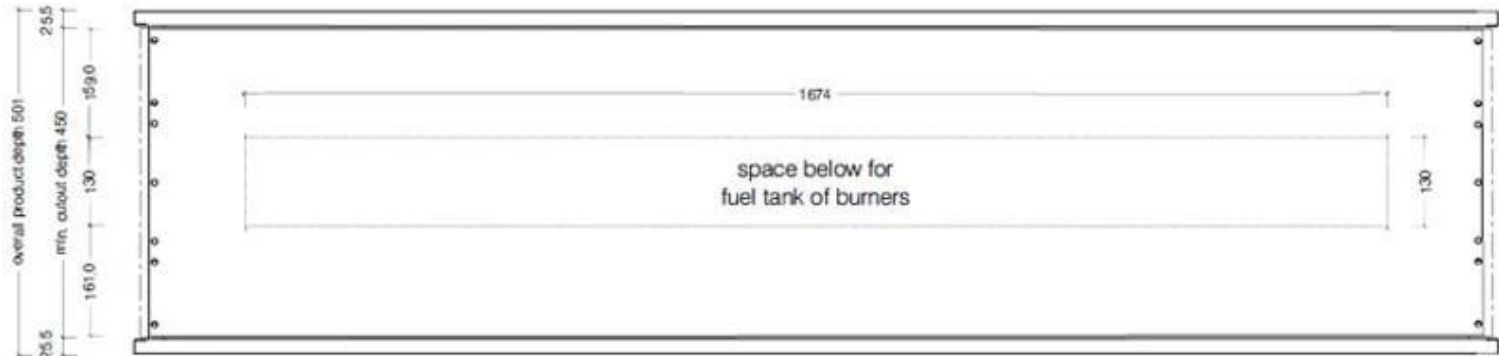 25.5
overall product depth 501
min. cutout depth 450
159.0
1674
130
space below for
fuel tank of burners
130
161.0
25.5